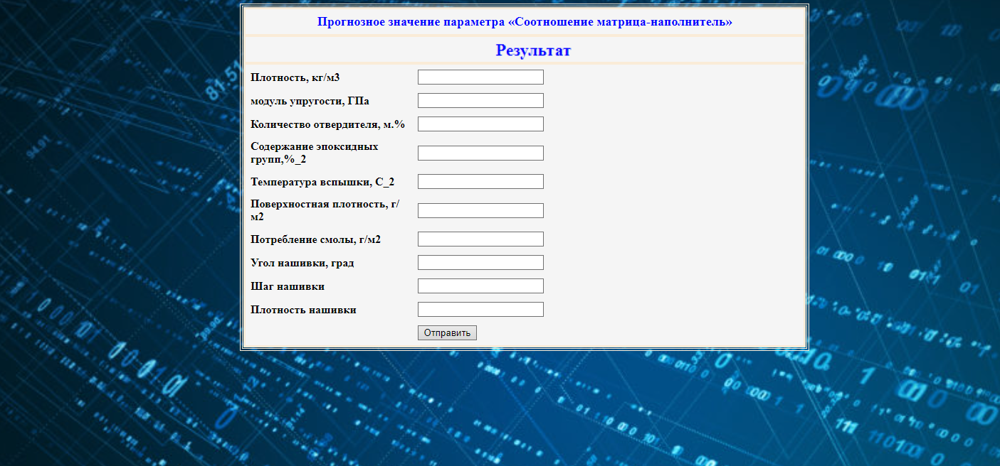 Прогнозное значение параметра «Соотношение матрица-наполнитель»
Результат
Плотность, кг/м3
модуль упругости, ГПа
Количество отвердителя, м.%
Содержание эпоксидных
групп,%_2
Температура вспышки, С_2
Поверхностная плотность, г/
м2
Потребление смолы, г/м2
Угол нашивки, град
Шаг нашивки
Плотность нашивки
Отправить